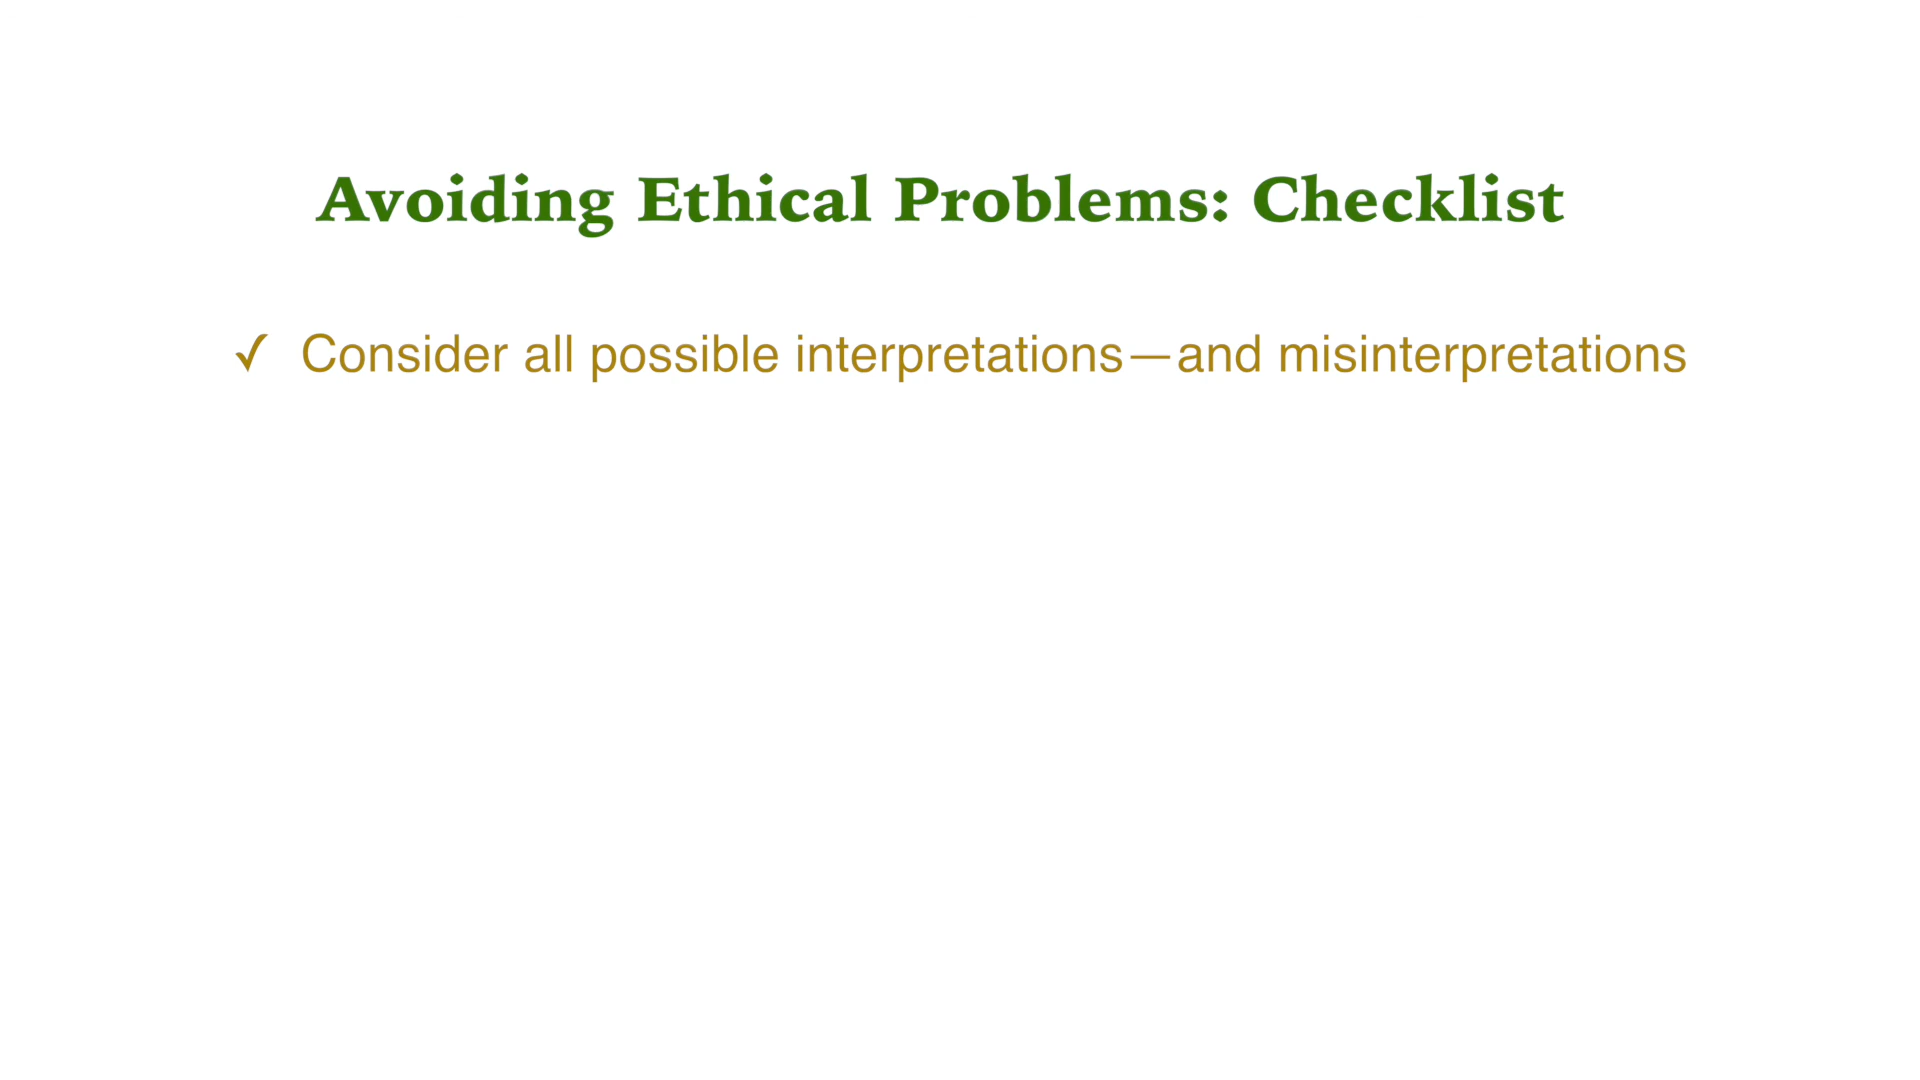 Avoiding Ethical Problems: Checklist
✓ Consider all possible interpretations—and misinterpretations